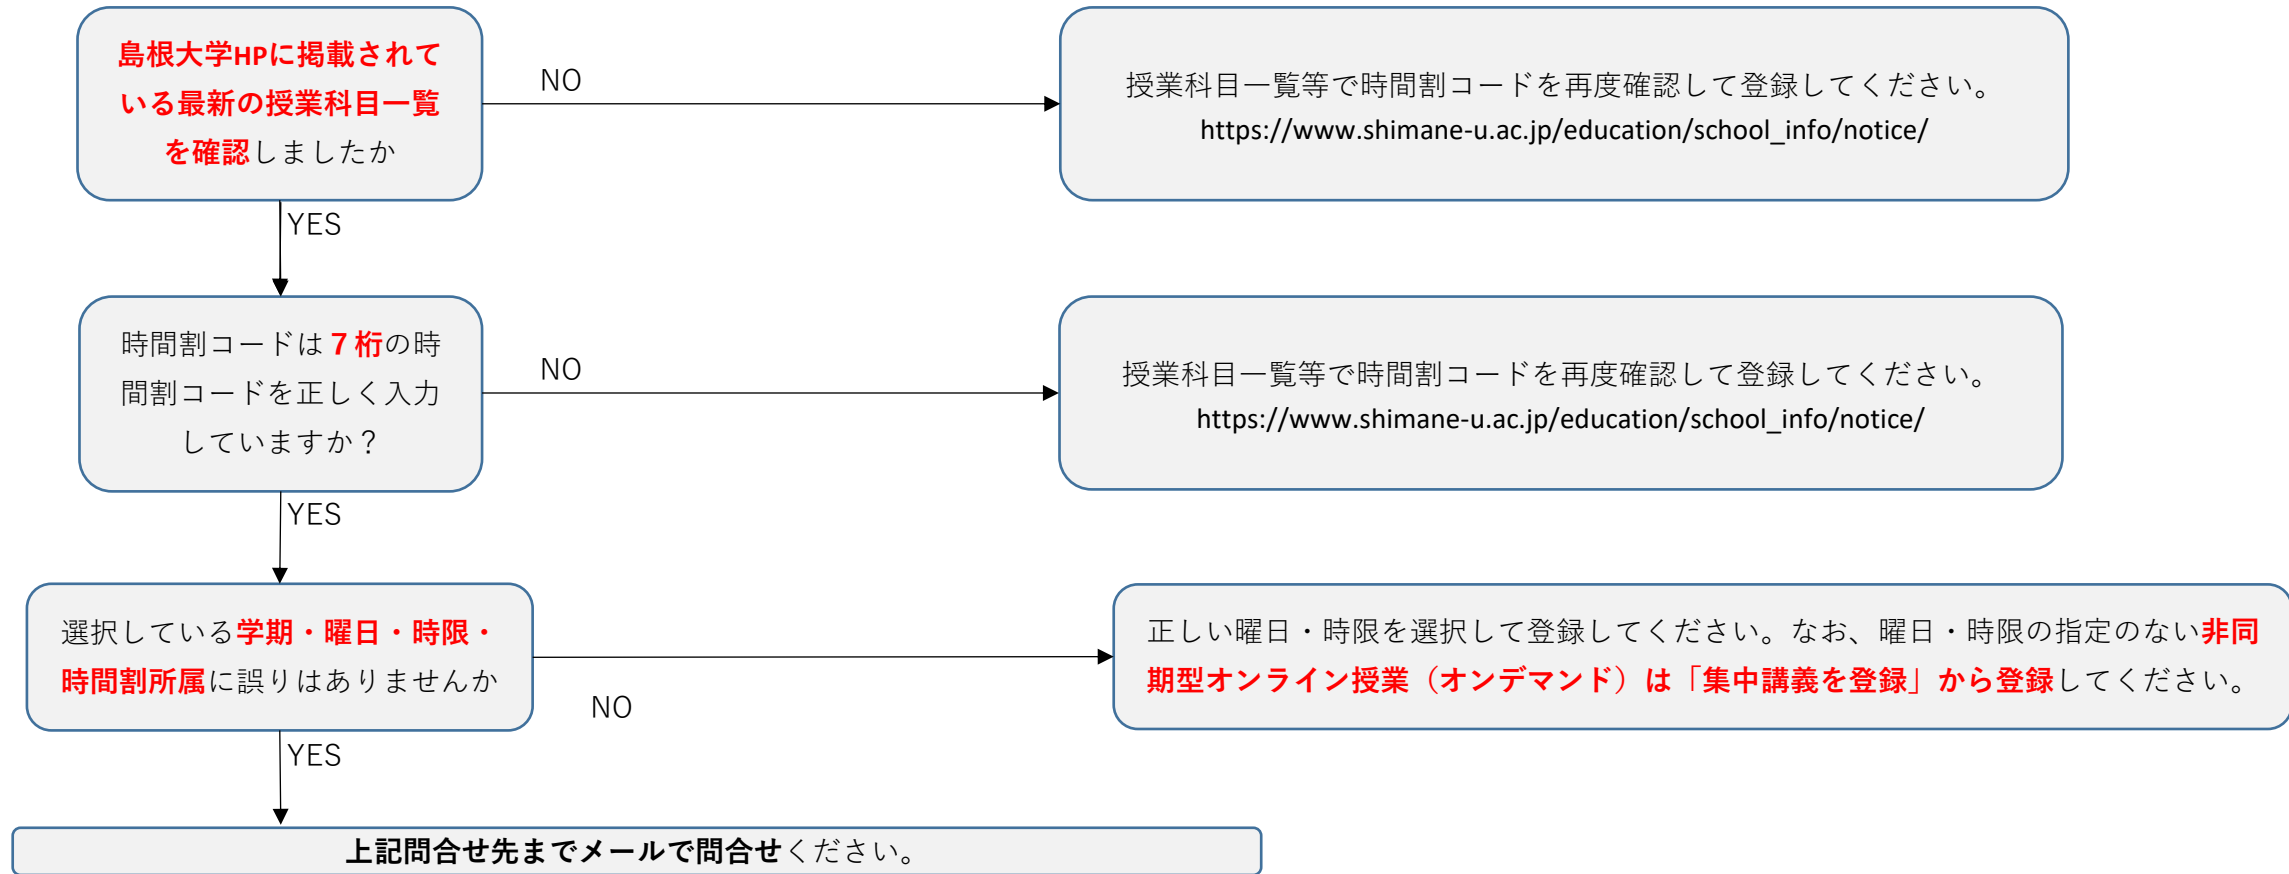 島根大学HPに掲載されて
いる最新の授業科目一覧
を確認しましたか
NO
授業科目一覧等で時間割コードを再度確認して登録してください。
https://www.shimane-u.ac.jp/education/school_info/notice/
YES
時間割コードは７桁の時
間割コードを正しく入力
していますか？
NO
授業科目一覧等で時間割コードを再度確認して登録してください。
https://www.shimane-u.ac.jp/education/school_info/notice/
YES
選択している学期・曜日・時限・
時間割所属に誤りはありませんか
NO
正しい曜日・時限を選択して登録してください。なお、曜日・時限の指定のない非同
期型オンライン授業（オンデマンド）は「集中講義を登録」から登録してください。
YES
上記問合せ先までメールで問合せください。